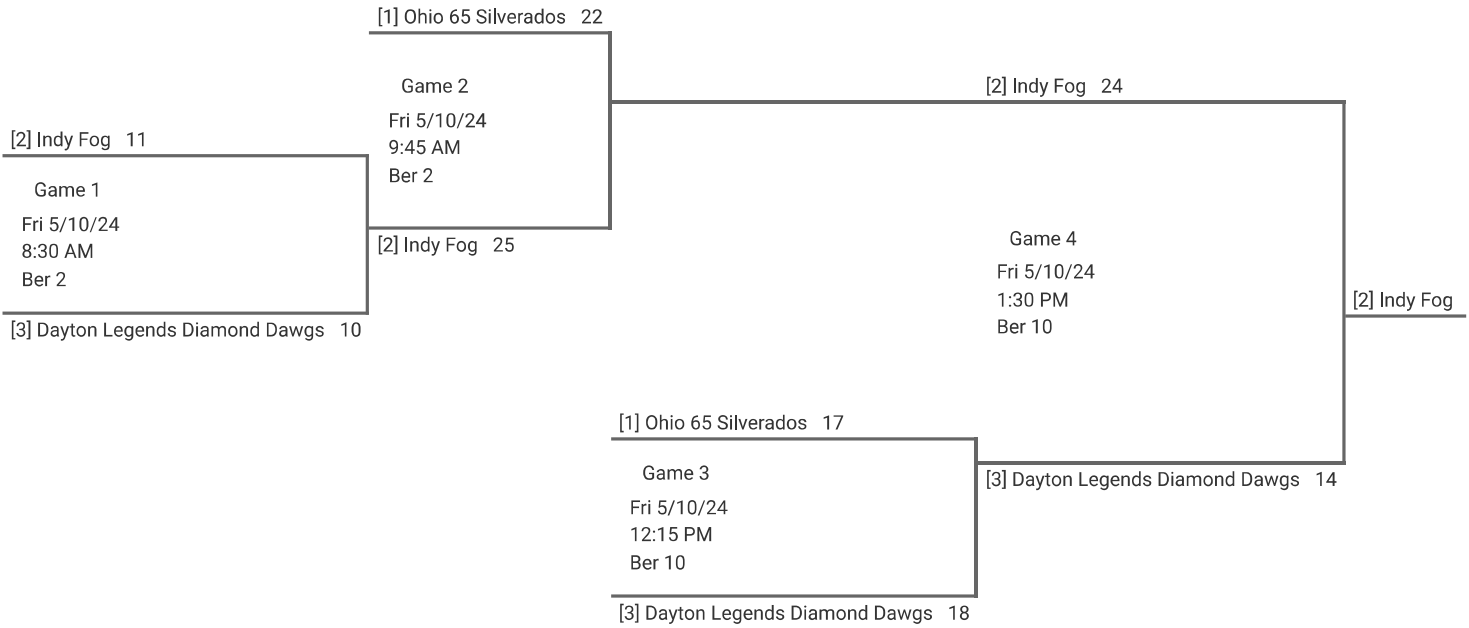 [1] Ohio 65 Silverados 22
Game 2
Fri 5/10/24
9:45 AM
Ber 2
[2] Indy Fog 24
[2] Indy Fog 11
Game 1
Fri 5/10/24
8:30 AM
Ber 2
[2] Indy Fog 25
[3] Dayton Legends Diamond Dawgs 10
Game 4
Fri 5/10/24
1:30 PM
Ber 10
[2] Indy Fog
[1] Ohio 65 Silverados 17
Game 3
Fri 5/10/24
12:15 PM
Ber 10
[3] Dayton Legends Diamond Dawgs 14
[3] Dayton Legends Diamond Dawgs 18